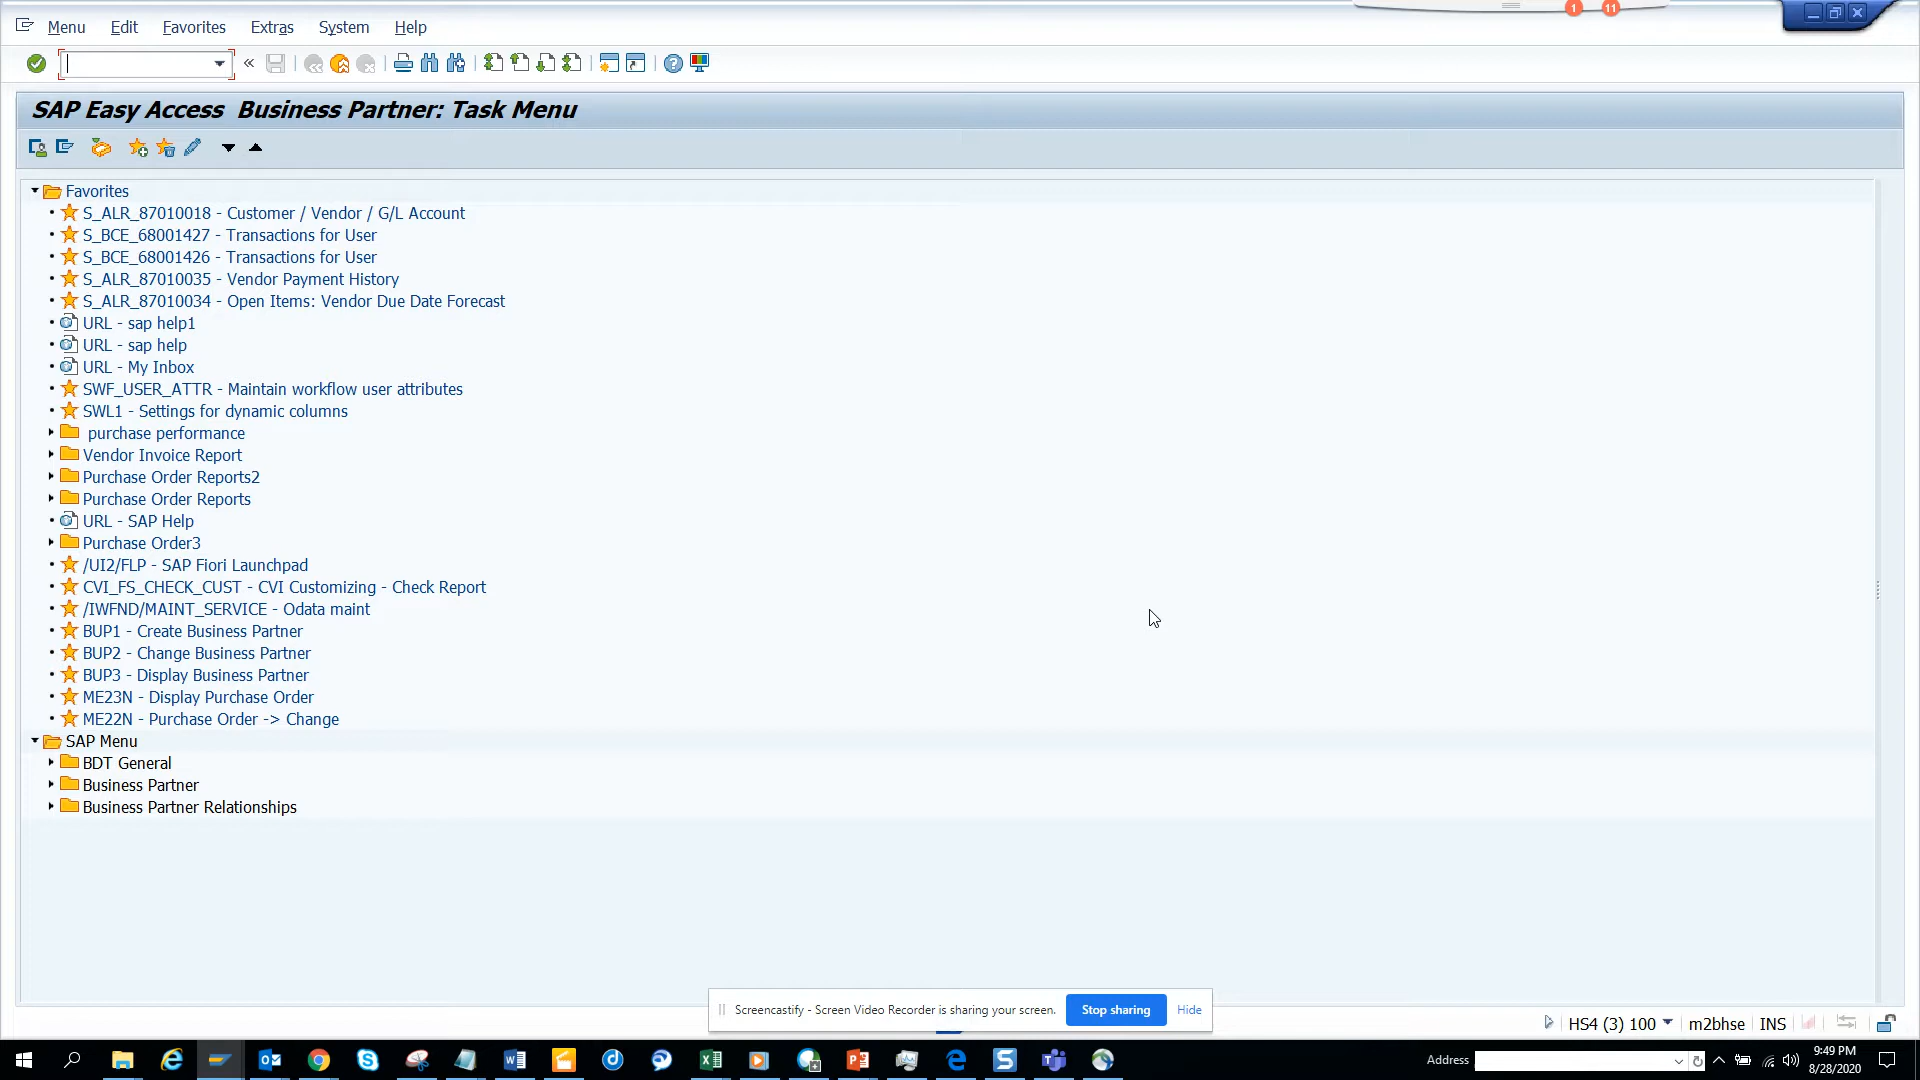 Menu Edit Favorites Extras System Help
1 11
SAP Easy Access Business Partner: Task Menu
Favorites
S_ALR_87010018 - Customer / Vendor / G/L Account
S_BCE_68001427 - Transactions for User
S_BCE_68001426 - Transactions for User
S_ALR_87010035 - Vendor Payment History
S_ALR_87010034 - Open Items: Vendor Due Date Forecast
URL - sap help1
URL - sap help
URL - My Inbox
SWF_USER_ATTR - Maintain workflow user attributes
SWL1 - Settings for dynamic columns
purchase performance
Vendor Invoice Report
Purchase Order Reports2
Purchase Order Reports
URL - SAP Help
Purchase Order3
/UI2/FLP - SAP Fiori Launchpad
CVI_FS_CHECK_CUST - CVI Customizing - Check Report
/IWFND/MAINT_SERVICE - Odata maint
BUP1 - Create Business Partner
BUP2 - Change Business Partner
BUP3 - Display Business Partner
ME23N - Display Purchase Order
ME22N - Purchase Order -> Change
SAP Menu
BDT General
Business Partner
Business Partner Relationships
Screencastify - Screen Video Recorder is sharing your screen. Stop sharing Hide
HS4 (3) 100 m2bhse INS
Address
9:49 PM
8/28/2020